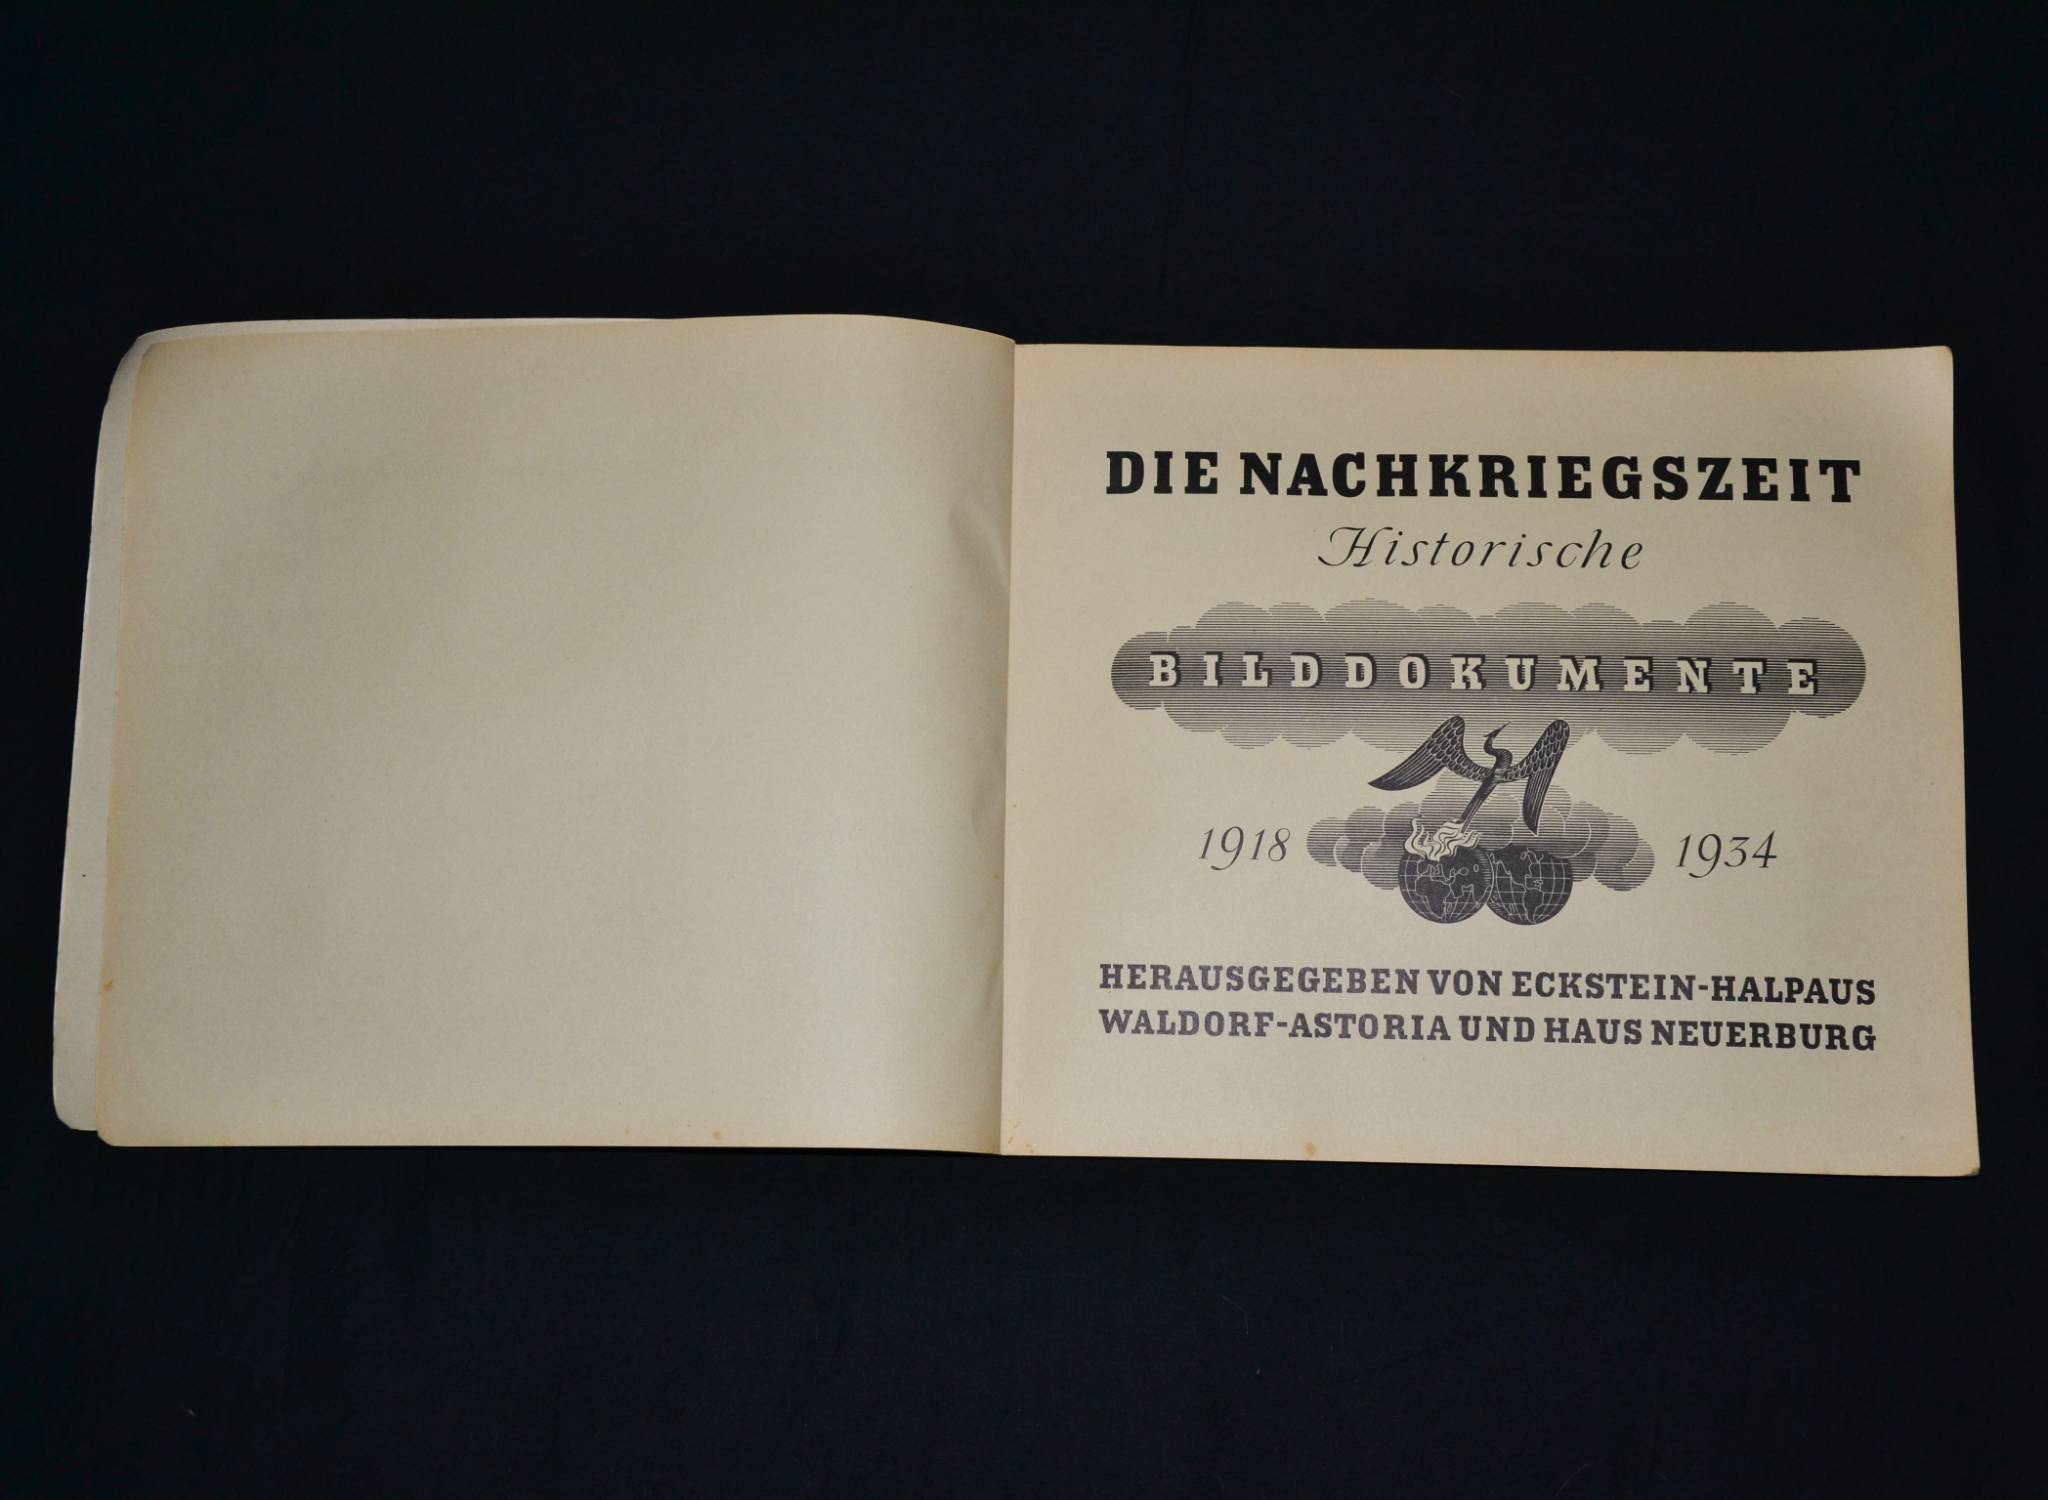 DIE NACHKRIEGSZEIT
Historische
BILDDOKUMENTE
1918 1934
HERAUSGEGEBEN VON ECKSTEIN-HALPAUS
WALDORF-ASTORIA UND HAUS NEUERBURG